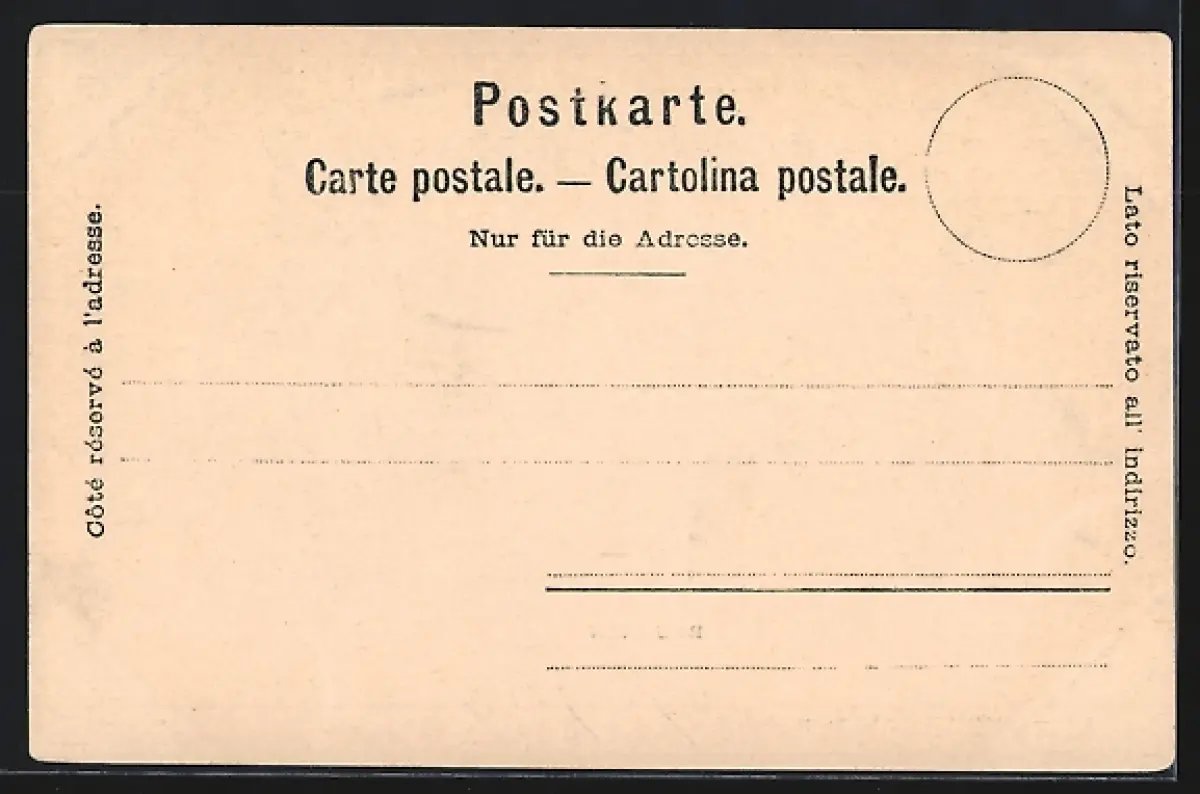 Postkarte.
Carte postale. — Cartolina postale.
Nur für die Adresse.
Côté réservé à l'adresse.
Lato riservato all' indirizzo.